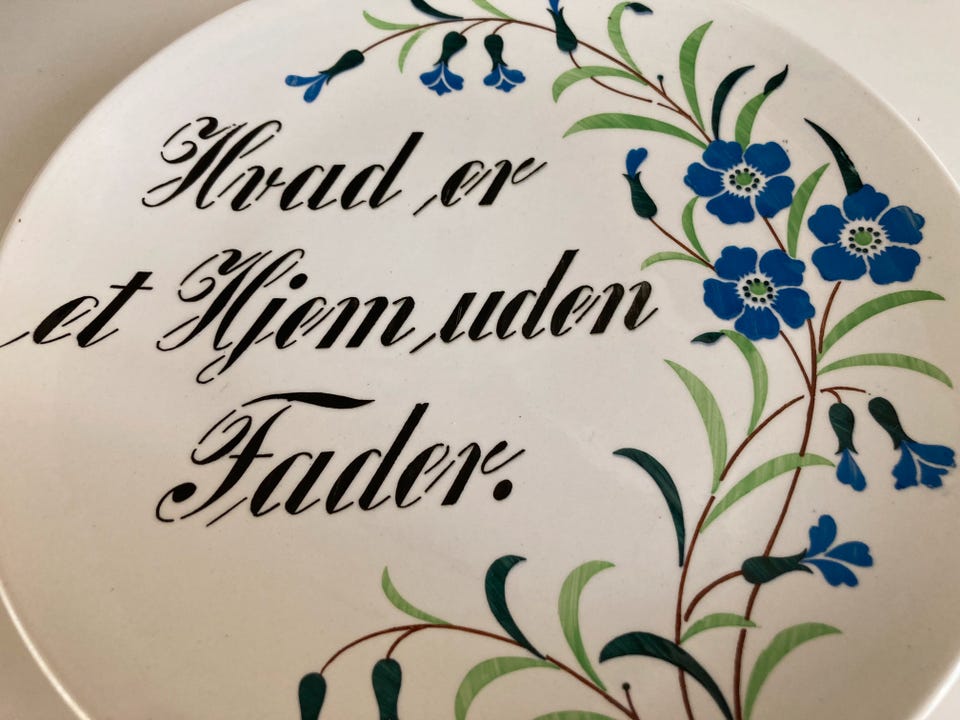 Hvad er
et Hjem uden
Fader.